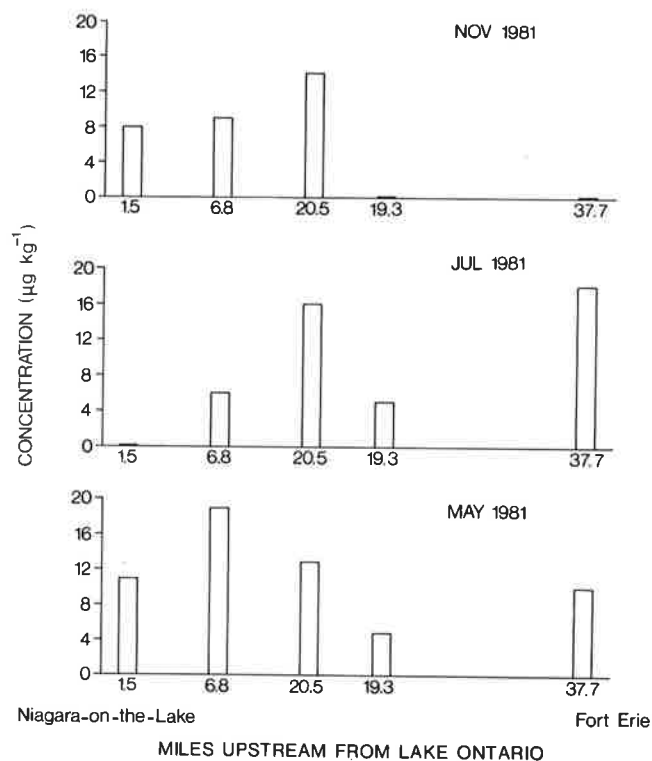 CONCENTRATION (µg kg⁻¹)
NOV 1981
20
16
12
8
4
0
1.5 6.8 20.5 19.3 37.7
JUL 1981
20
16
12
8
4
0
1.5 6.8 20.5 19.3 37.7
MAY 1981
20
16
12
8
4
0
1.5 6.8 20.5 19.3 37.7
Niagara-on-the-Lake Fort Erie
MILES UPSTREAM FROM LAKE ONTARIO